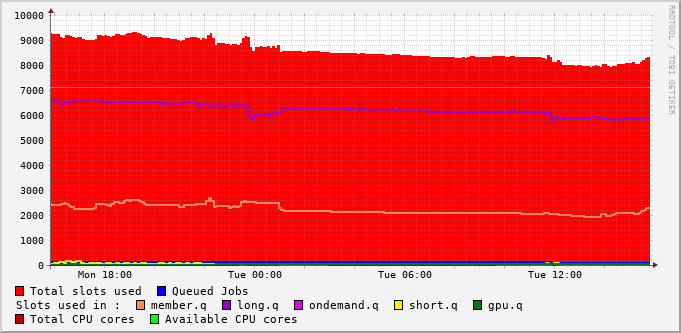 10000
9000
8000
7000
6000
5000
4000
3000
2000
1000
0
Mon 18:00 Tue 00:00 Tue 06:00 Tue 12:00
RRDTOOL / TOBI OETIKER
Total slots used Queued Jobs
Slots used in : member.q long.q ondemand.q short.q gpu.q
Total CPU cores Available CPU cores